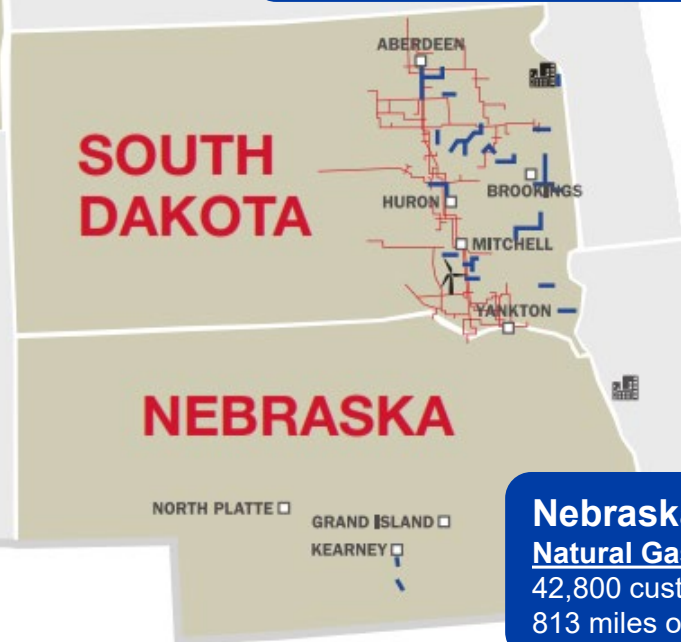 ABERDEEN
SOUTH
DAKOTA
BROOKINGS
HURON
MITCHELL
YANKTON
NEBRASKA
NORTH PLATTE
GRAND ISLAND
KEARNEY
Nebraska
Natural Ga
42,800 cust
813 miles o